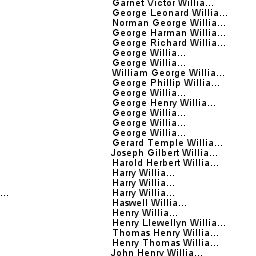 Garnet Victor Willia...
George Leonard Willia...
Norman George Willia...
George Harman Willia...
George Richard Willia...
George Willia...
George Willia...
William George Willia...
George Phillip Willia...
George Willia...
George Henry Willia...
George Willia...
George Willia...
George Willia...
Gerard Temple Willia...
Joseph Gilbert Willia...
Harold Herbert Willia...
Harry Willia...
Harry Willia...
...
Harry Willia...
Haswell Willia...
Henry Willia...
Henry Llewellyn Willia...
Thomas Henry Willia...
Henry Thomas Willia...
John Henry Willia...